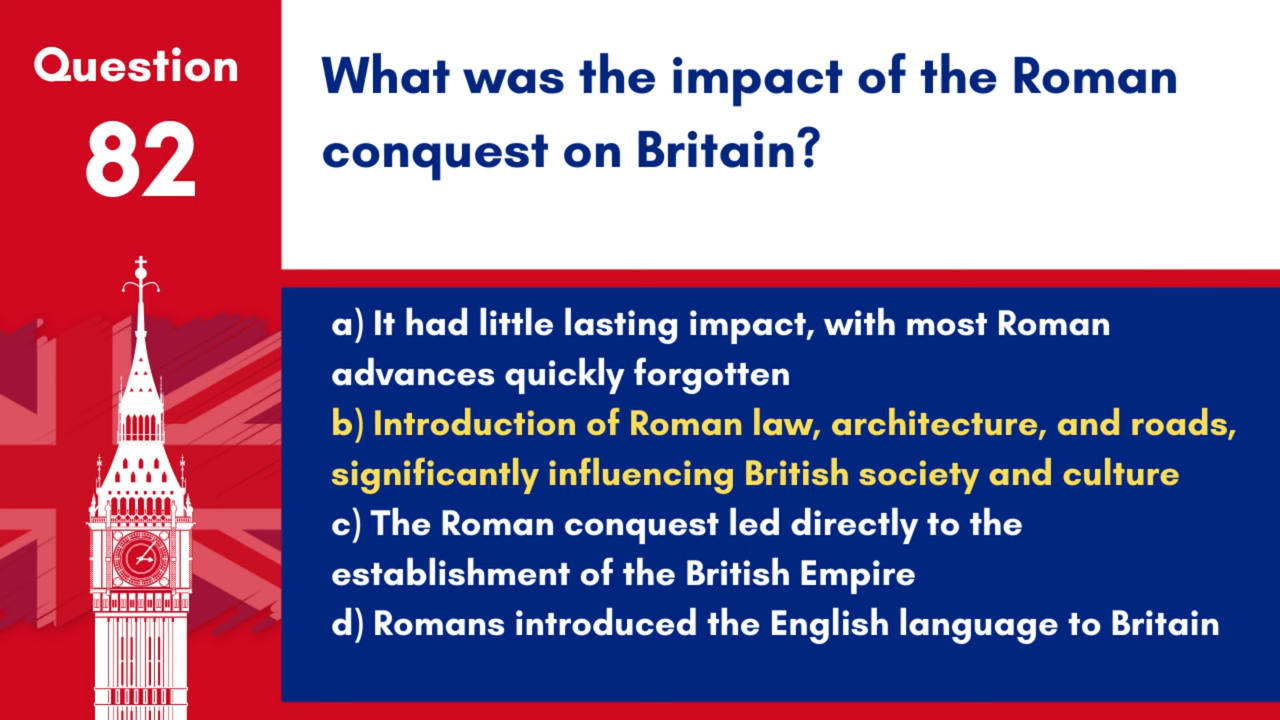 Question
82
What was the impact of the Roman
conquest on Britain?
a) It had little lasting impact, with most Roman
advances quickly forgotten
b) Introduction of Roman law, architecture, and roads,
significantly influencing British society and culture
c) The Roman conquest led directly to the
establishment of the British Empire
d) Romans introduced the English language to Britain